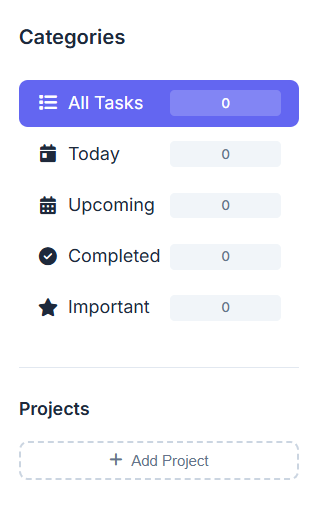 Categories
All Tasks 0
Today 0
Upcoming 0
Completed 0
Important 0
Projects
+ Add Project